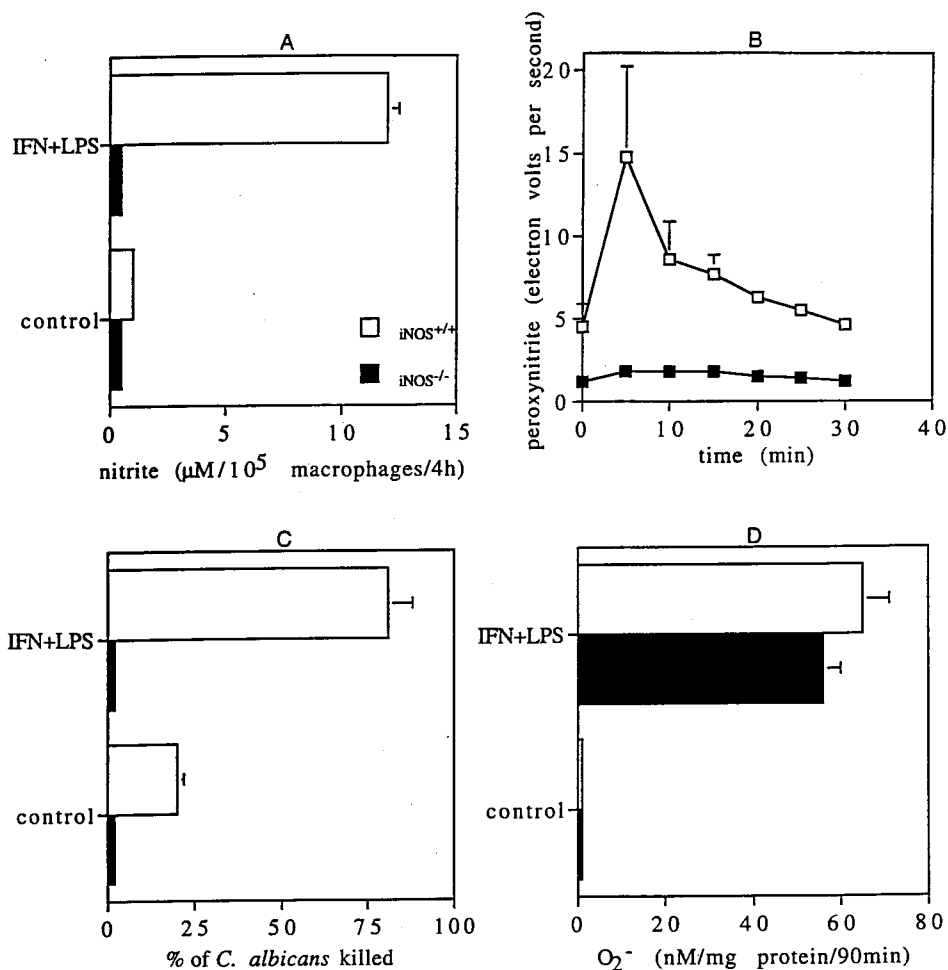 A
IFN+LPS
control
iNOS+/+
iNOS-/-
0 5 10 15
nitrite (μM/10⁵ macrophages/4h)
B
peroxynitrite (electron volts per second)
20
15
10
5
0
0 10 20 30 40
time (min)
C
IFN+LPS
control
0 25 50 75 100
% of C. albicans killed
D
IFN+LPS
control
0 20 40 60 80
O₂⁻ (nM/mg protein/90min)